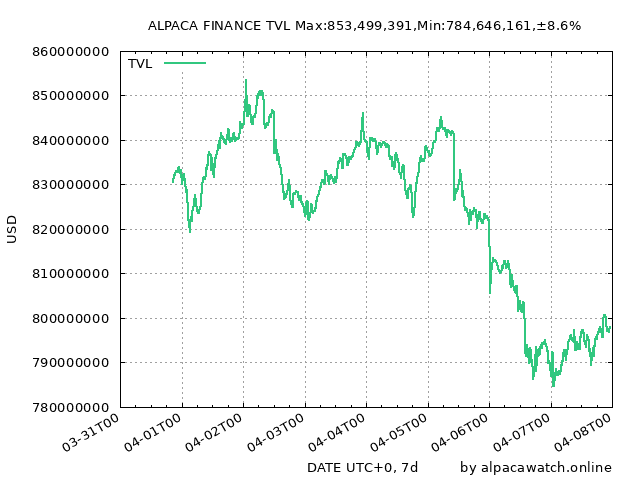 ALPACA FINANCE TVL Max:853,499,391,Min:784,646,161,±8.6%
TVL
860000000
850000000
840000000
830000000
820000000
810000000
800000000
790000000
780000000
USD
03-31T00
04-01T00
04-02T00
04-03T00
04-04T00
04-05T00
04-06T00
04-07T00
04-08T00
DATE UTC+0, 7d
by alpacawatch.online